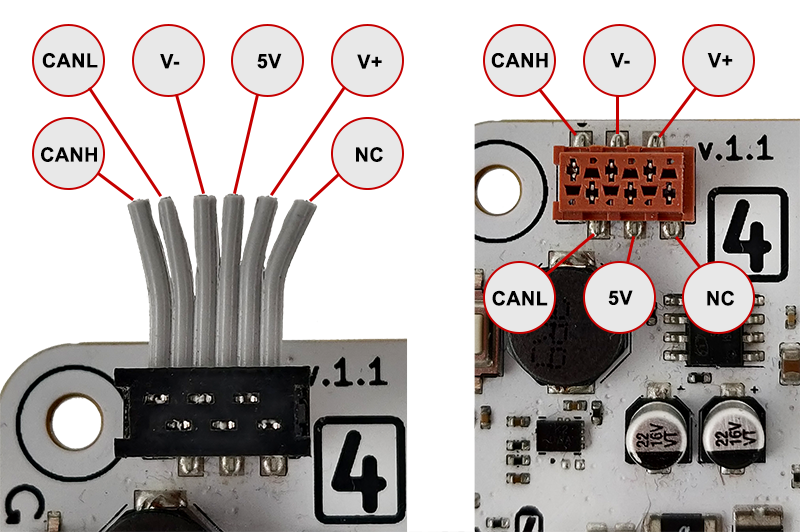 CANL V- 5V V+
CANH NC
v.1.1
4
CANH V- V+
v.1.1
4
CANL 5V NC
22
16V
VT
22
16V
VT